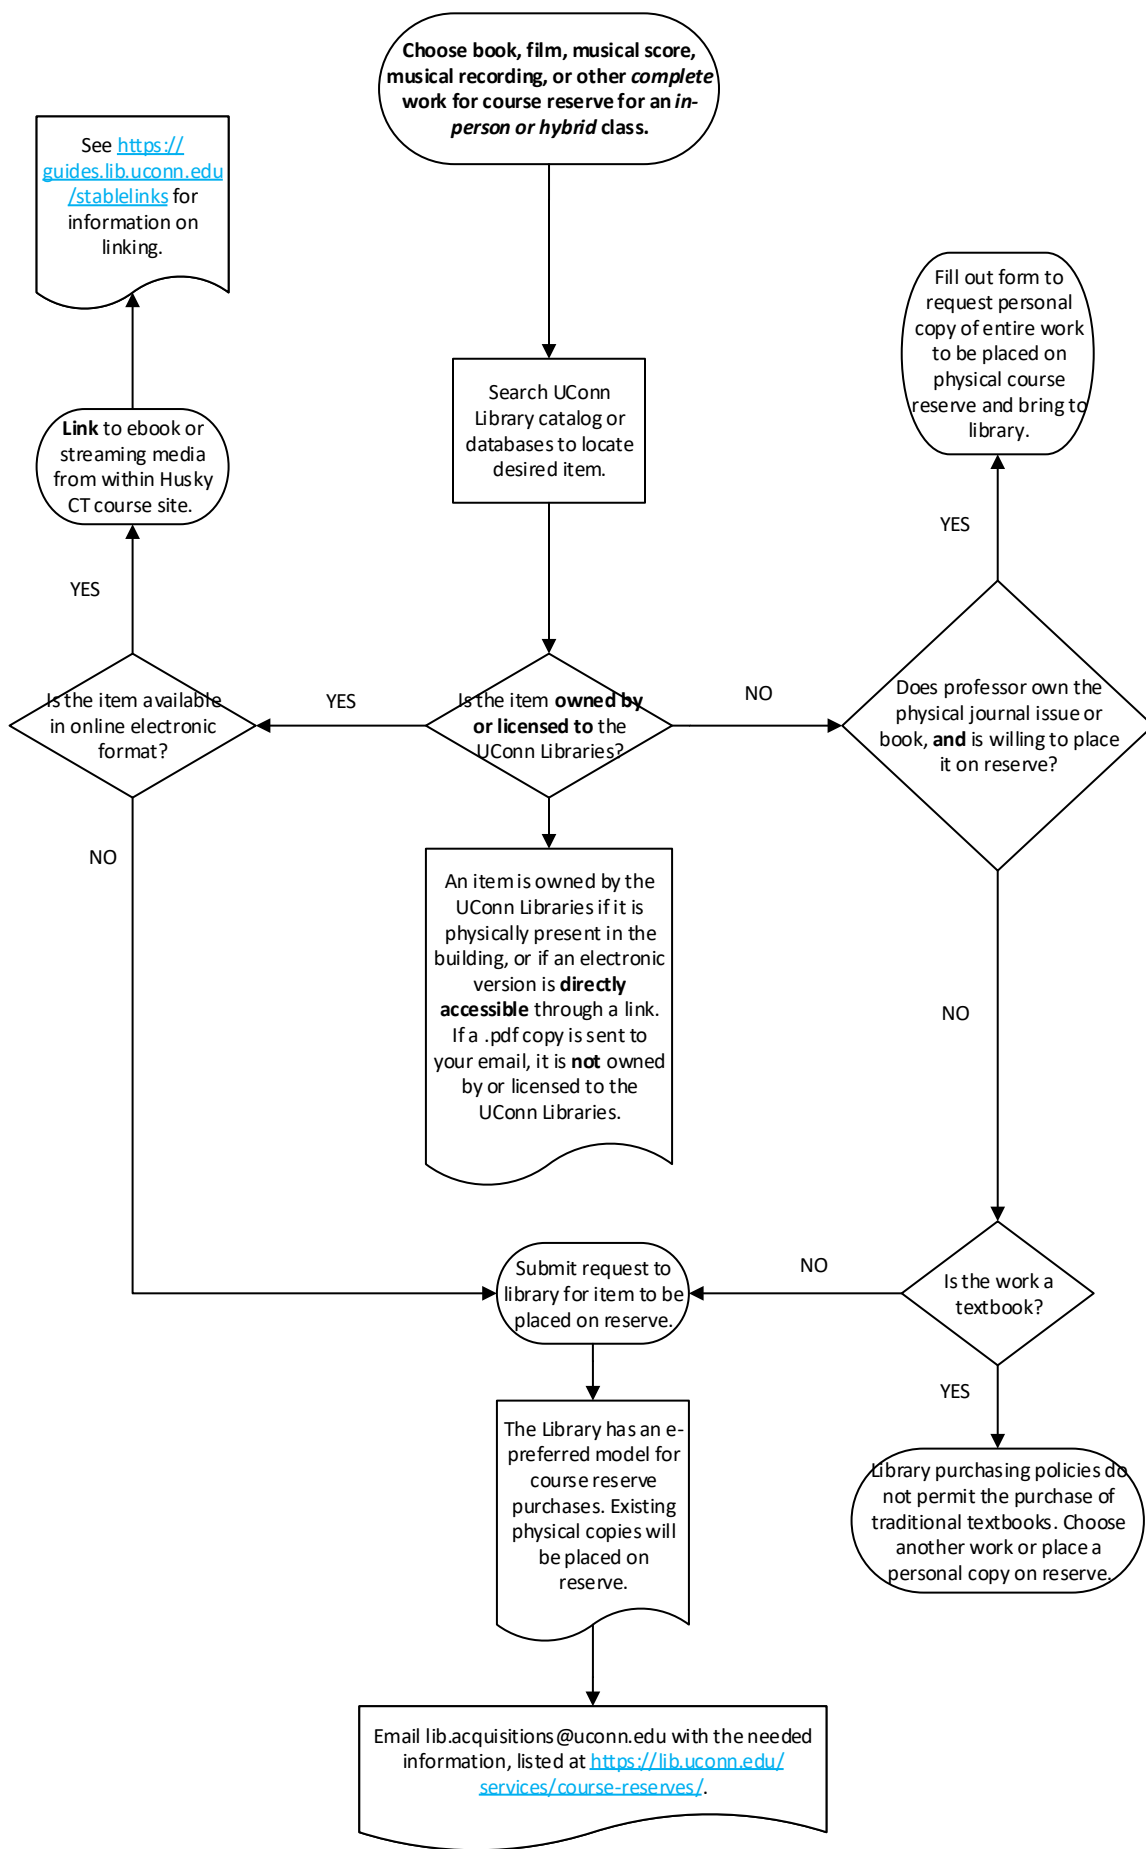 Choose book, film, musical score,
musical recording, or other complete
work for course reserve for an in-
person or hybrid class.
See https://
guides.lib.uconn.edu
/stablelinks for
information on
linking.
Fill out form to
request personal
copy of entire work
to be placed on
physical course
reserve and bring to
library.
Search UConn
Library catalog or
databases to locate
desired item.
Link to ebook or
streaming media
from within Husky
CT course site.
YES
YES
Is the item available
in online electronic
format?
YES
Is the item owned by
or licensed to the
UConn Libraries?
NO
Does professor own the
physical journal issue or
book, and is willing to place
it on reserve?
NO
An item is owned by the
UConn Libraries if it is
physically present in the
building, or if an electronic
version is directly
accessible through a link.
If a .pdf copy is sent to
your email, it is not owned
by or licensed to the
UConn Libraries.
NO
Submit request to
library for item to be
placed on reserve.
NO
Is the work a
textbook?
YES
The Library has an e-
preferred model for
course reserve
purchases. Existing
physical copies will
be placed on
reserve.
Library purchasing policies do
not permit the purchase of
traditional textbooks. Choose
another work or place a
personal copy on reserve.
Email lib.acquisitions@uconn.edu with the needed
information, listed at https://lib.uconn.edu/
services/course-reserves/.